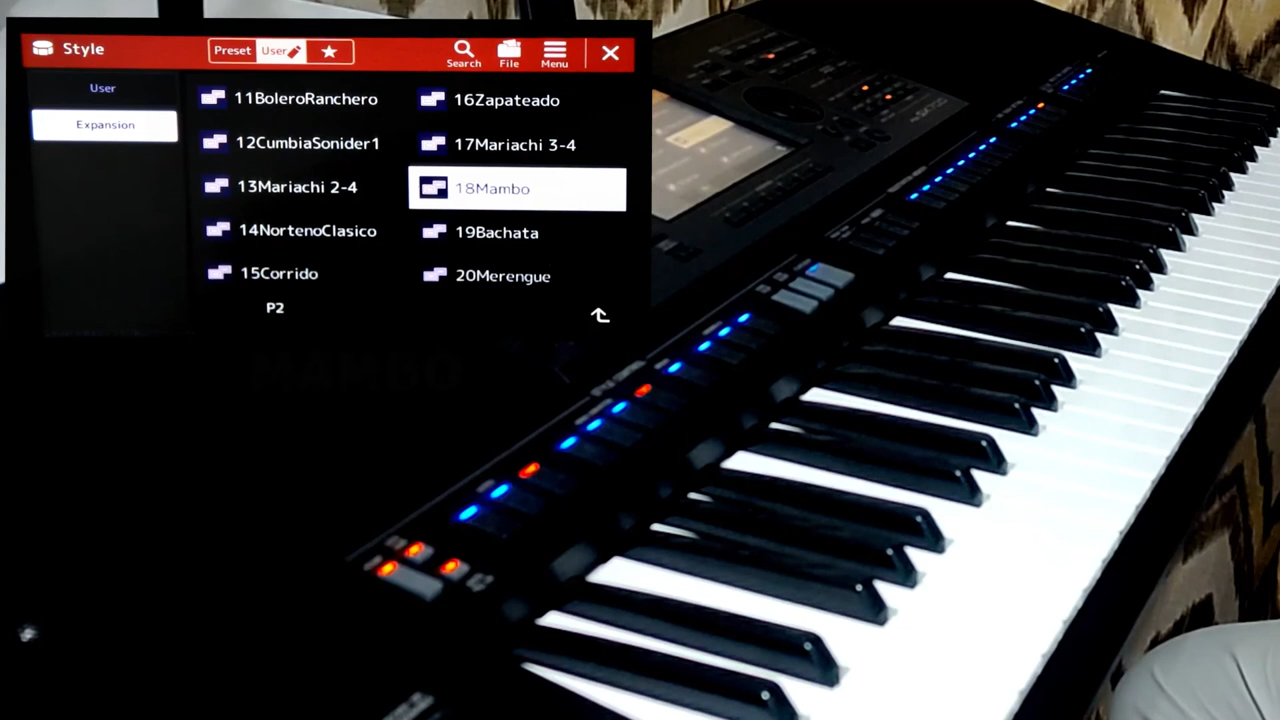 Style
Preset User
Search File Menu
User
Expansion
11BoleroRanchero
12CumbiaSonider1
13Mariachi 2-4
14NortenoClasico
15Corrido
16Zapateado
17Mariachi 3-4
18Mambo
19Bachata
20Merengue
P2
MAMBO